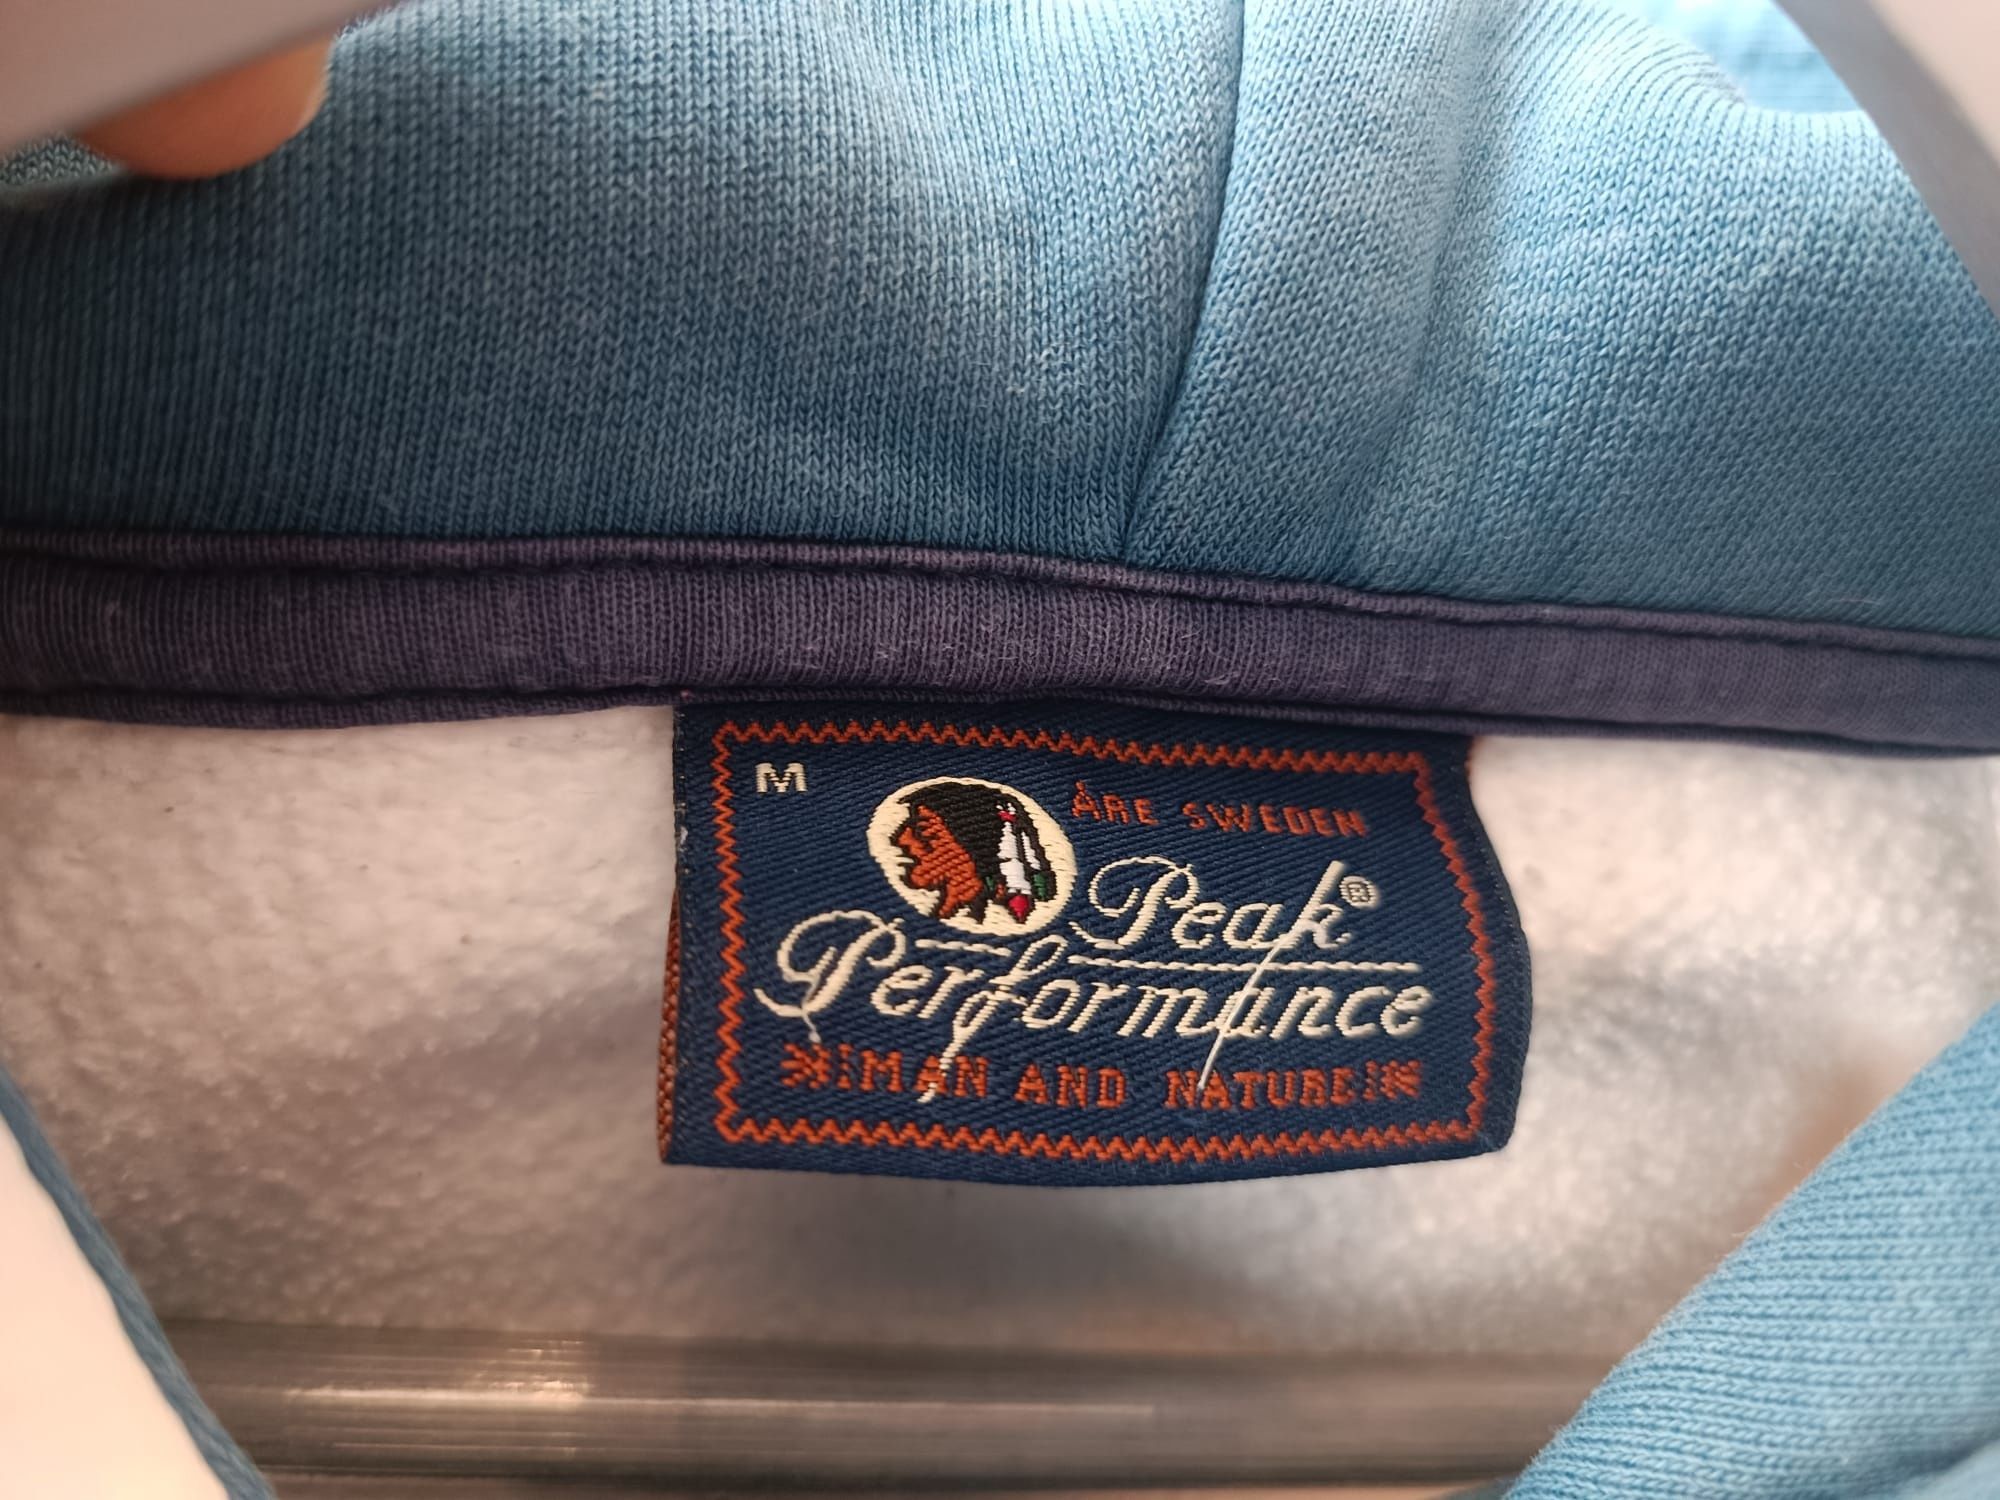 M
ÅRE SWEDEN
Peak®
Performance
MAN AND NATURE